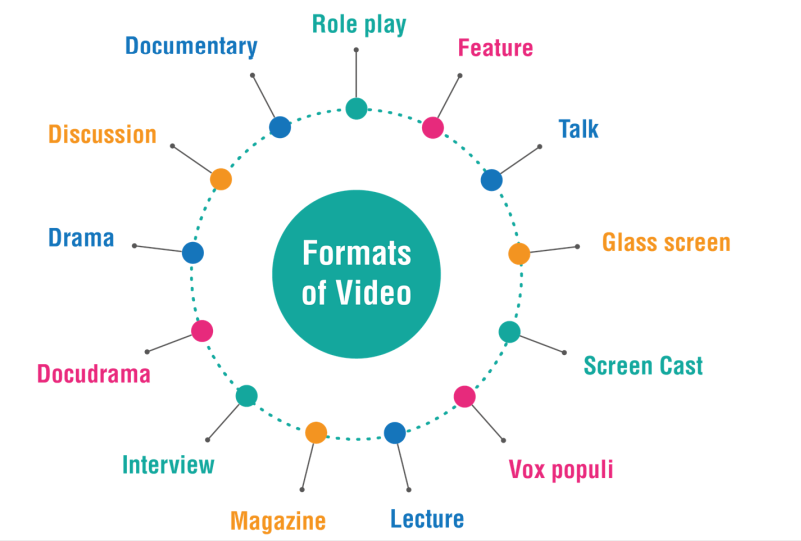 Role play
Documentary
Feature
Discussion
Talk
Drama
Glass screen
Formats
of Video
Docudrama
Screen Cast
Interview
Vox populi
Magazine
Lecture